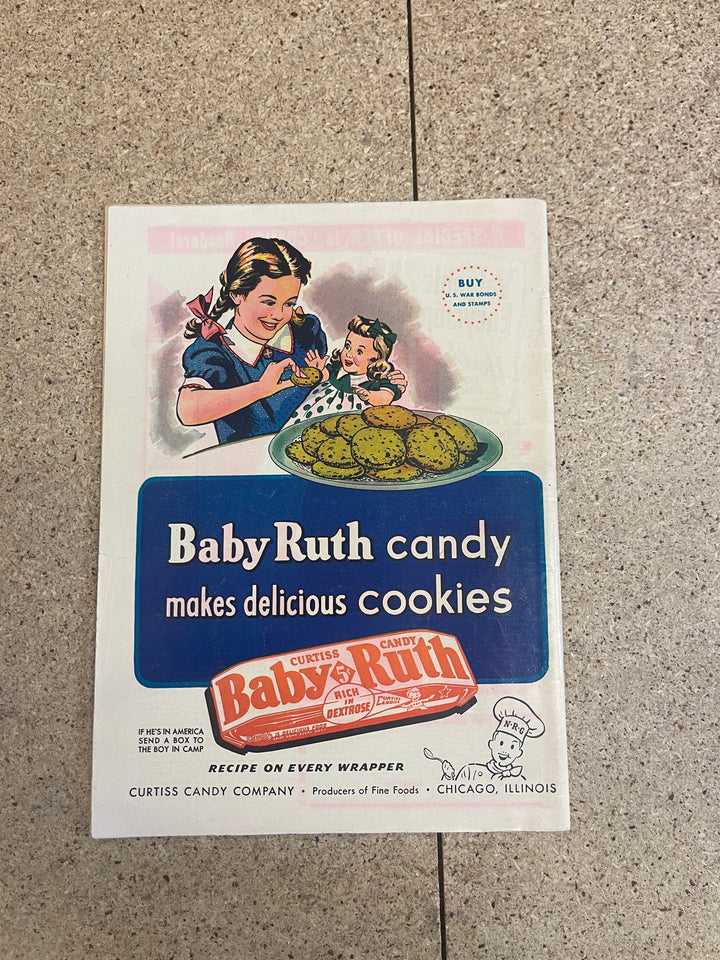 BUY
U. S. WAR BONDS
AND STAMPS
Baby Ruth candy
makes delicious cookies
CURTISS CANDY
Baby Ruth
5¢
RICH
IN
DEXTROSE
CURTISS
CANDIES
IF HE'S IN AMERICA
SEND A BOX TO
THE BOY IN CAMP
N-R-G
RECIPE ON EVERY WRAPPER
CURTISS CANDY COMPANY • Producers of Fine Foods • CHICAGO, ILLINOIS